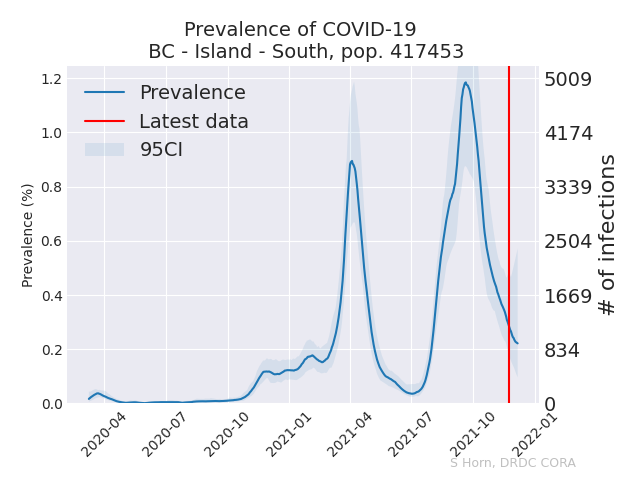 Prevalence of COVID-19
BC - Island - South, pop. 417453
Prevalence
Latest data
95CI
Prevalence (%)
1.2
1.0
0.8
0.6
0.4
0.2
0.0
5009
4174
3339
2504
1669
834
0
# of infections
2020-04
2020-07
2020-10
2021-01
2021-04
2021-07
2021-10
2022-01
S Horn, DRDC CORA